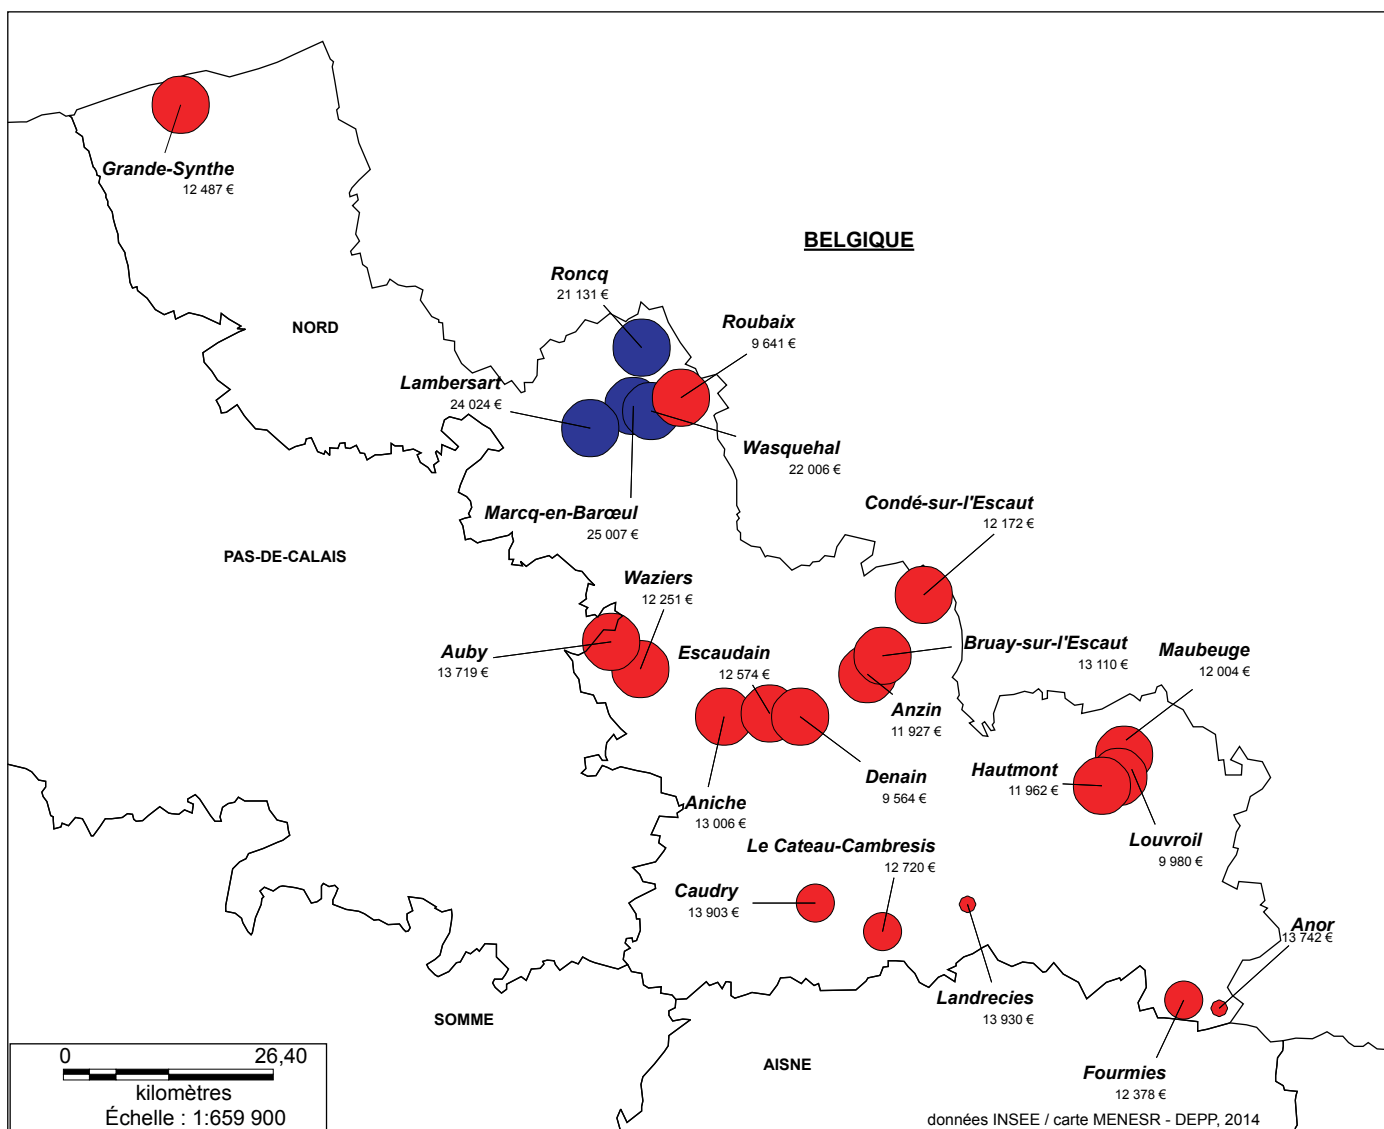 Grande-Synthe
12 487 €
BELGIQUE
Roncq
21 131 €
NORD
Roubaix
9 641 €
Lambersart
24 024 €
Wasquehal
22 006 €
Marcq-en-Barœul
25 007 €
Condé-sur-l'Escaut
12 172 €
PAS-DE-CALAIS
Waziers
12 251 €
Auby
13 719 €
Escaudain
12 574 €
Bruay-sur-l'Escaut
13 110 €
Maubeuge
12 004 €
Anzin
11 927 €
Denain
9 564 €
Hautmont
11 962 €
Aniche
13 006 €
Louvroil
9 980 €
Le Cateau-Cambresis
12 720 €
Caudry
13 903 €
Anor
13 742 €
Landrecies
13 930 €
SOMME
AISNE
Fourmies
12 378 €
0 26,40
kilomètres
Échelle : 1:659 900
données INSEE / carte MENESR - DEPP, 2014